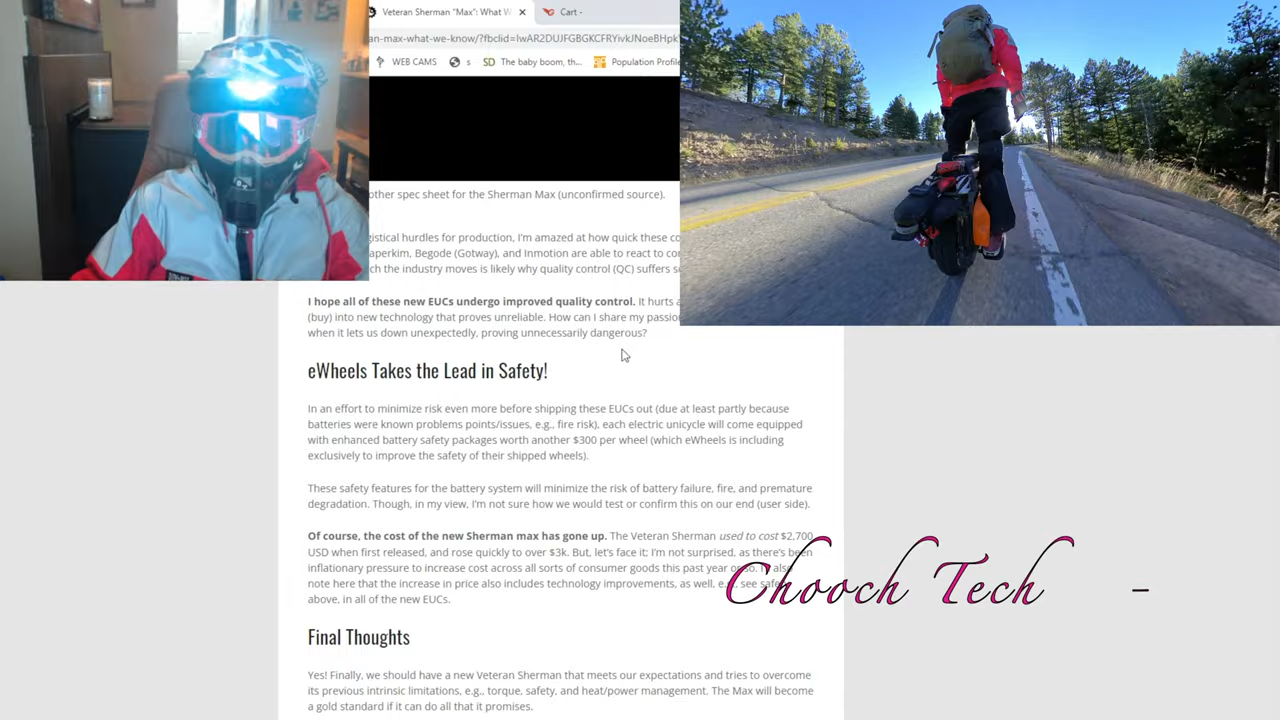 Veteran Sherman "Max": What W
Cart -
an-max-what-we-know/?fbclid=IwAR2DUJFGBGKCFRYivkJNoeBHpk
WEB CAMS
s
SD The baby boom, th...
Population Profile
other spec sheet for the Sherman Max (unconfirmed source).
gistical hurdles for production, I'm amazed at how quick these co
aperkim, Begode (Gotway), and Inmotion are able to react to con
ch the industry moves is likely why quality control (QC) suffers s
I hope all of these new EUCs undergo improved quality control. It hurts a
(buy) into new technology that proves unreliable. How can I share my passion
when it lets us down unexpectedly, proving unnecessarily dangerous?
eWheels Takes the Lead in Safety!
In an effort to minimize risk even more before shipping these EUCs out (due at least partly because
batteries were known problems points/issues, e.g., fire risk), each electric unicycle will come equipped
with enhanced battery safety packages worth another $300 per wheel (which eWheels is including
exclusively to improve the safety of their shipped wheels).
These safety features for the battery system will minimize the risk of battery failure, fire, and premature
degradation. Though, in my view, I'm not sure how we would test or confirm this on our end (user side).
Of course, the cost of the new Sherman max has gone up. The Veteran Sherman used to cost $2,700
USD when first released, and rose quickly to over $3k. But, let's face it; I'm not surprised, as there's been
inflationary pressure to increase cost across all sorts of consumer goods this past year or so. I'll also
note here that the increase in price also includes technology improvements, as well, e.g. see safety
above, in all of the new EUCs.
Chooch Tech -
Final Thoughts
Yes! Finally, we should have a new Veteran Sherman that meets our expectations and tries to overcome
its previous intrinsic limitations, e.g., torque, safety, and heat/power management. The Max will become
a gold standard if it can do all that it promises.